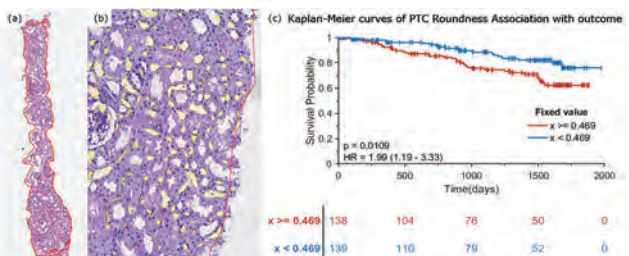 (a)
(b)
(c) Kaplan-Meier curves of PTC Roundness Association with outcome
Survival Probability
1
0.8
0.6
0.4
0.2
0
Fixed value
x >= 0.469
x < 0.469
p = 0.0109
HR = 1.99 (1.19 - 3.33)
0 500 1000 1500 2000
Time(days)
x >= 0.469 138 104 76 50 0
x < 0.469 139 110 79 52 0